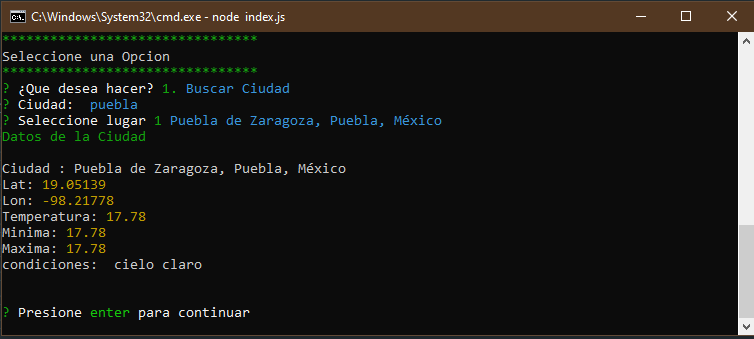 C:\Windows\System32\cmd.exe - node  index.js
********************************
Seleccione una Opcion
********************************
? ¿Que desea hacer? 1. Buscar Ciudad
? Ciudad:  puebla
? Seleccione lugar 1 Puebla de Zaragoza, Puebla, México
Datos de la Ciudad
Ciudad : Puebla de Zaragoza, Puebla, México
Lat: 19.05139
Lon: -98.21778
Temperatura: 17.78
Minima: 17.78
Maxima: 17.78
condiciones:  cielo claro
? Presione enter para continuar